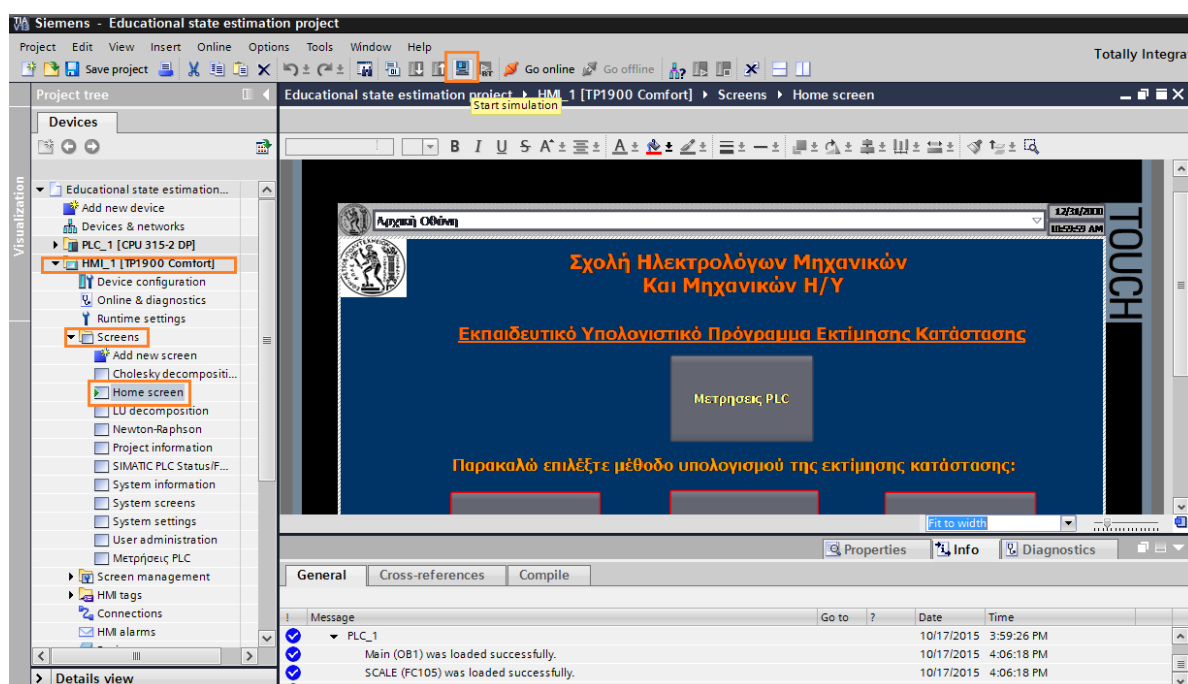 Siemens - Educational state estimation project
Project Edit View Insert Online Options Tools Window Help
Totally Integra
Save project Go online Go offline
Start simulation
Project tree
Educational state estimation project HMI_1 [TP1900 Comfort] Screens Home screen
Devices
B I U S A
Visualization
Educational state estimation...
Add new device
Devices & networks
PLC_1 [CPU 315-2 DP]
HMI_1 [TP1900 Comfort]
Device configuration
Online & diagnostics
Runtime settings
Screens
Add new screen
Cholesky decompositi...
Home screen
LU decomposition
Newton-Raphson
Project information
SIMATIC PLC Status/F...
System information
System screens
System settings
User administration
Μετρήσεις PLC
Screen management
HMI tags
Connections
HMI alarms
Details view
Αρχική Οθόνη
12/31/2000
10:59:59 AM
TOUCH
Σχολή Ηλεκτρολόγων Μηχανικών
Και Μηχανικών Η/Υ
Εκπαιδευτικό Υπολογιστικό Πρόγραμμα Εκτίμησης Κατάστασης
Μετρησεις PLC
Παρακαλώ επιλέξτε μέθοδο υπολογισμού της εκτίμησης κατάστασης:
Fit to width
Properties Info Diagnostics
General Cross-references Compile
! Message Go to ? Date Time
PLC_1 10/17/2015 3:59:26 PM
Main (OB1) was loaded successfully. 10/17/2015 4:06:18 PM
SCALE (FC105) was loaded successfully. 10/17/2015 4:06:18 PM